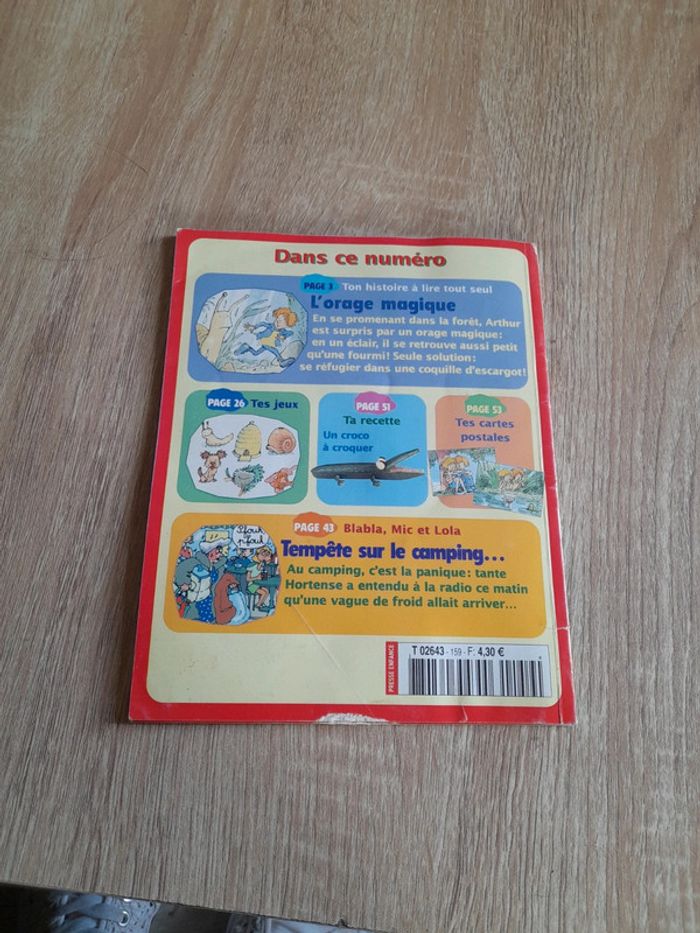 Dans ce numéro
PAGE 3 Ton histoire à lire tout seul
L'orage magique
En se promenant dans la forêt, Arthur
est surpris par un orage magique:
en un éclair, il se retrouve aussi petit
qu'une fourmi! Seule solution:
se réfugier dans une coquille d'escargot!
PAGE 26 Tes jeux
PAGE 51
Ta recette
Un croco
à croquer
PAGE 53
Tes cartes
postales
PAGE 43 Blabla, Mic et Lola
Tempête sur le camping...
Au camping, c'est la panique: tante
Hortense a entendu à la radio ce matin
qu'une vague de froid allait arriver...
PRESSE ENFANCE
T 02643 - 159 - F: 4,30 €